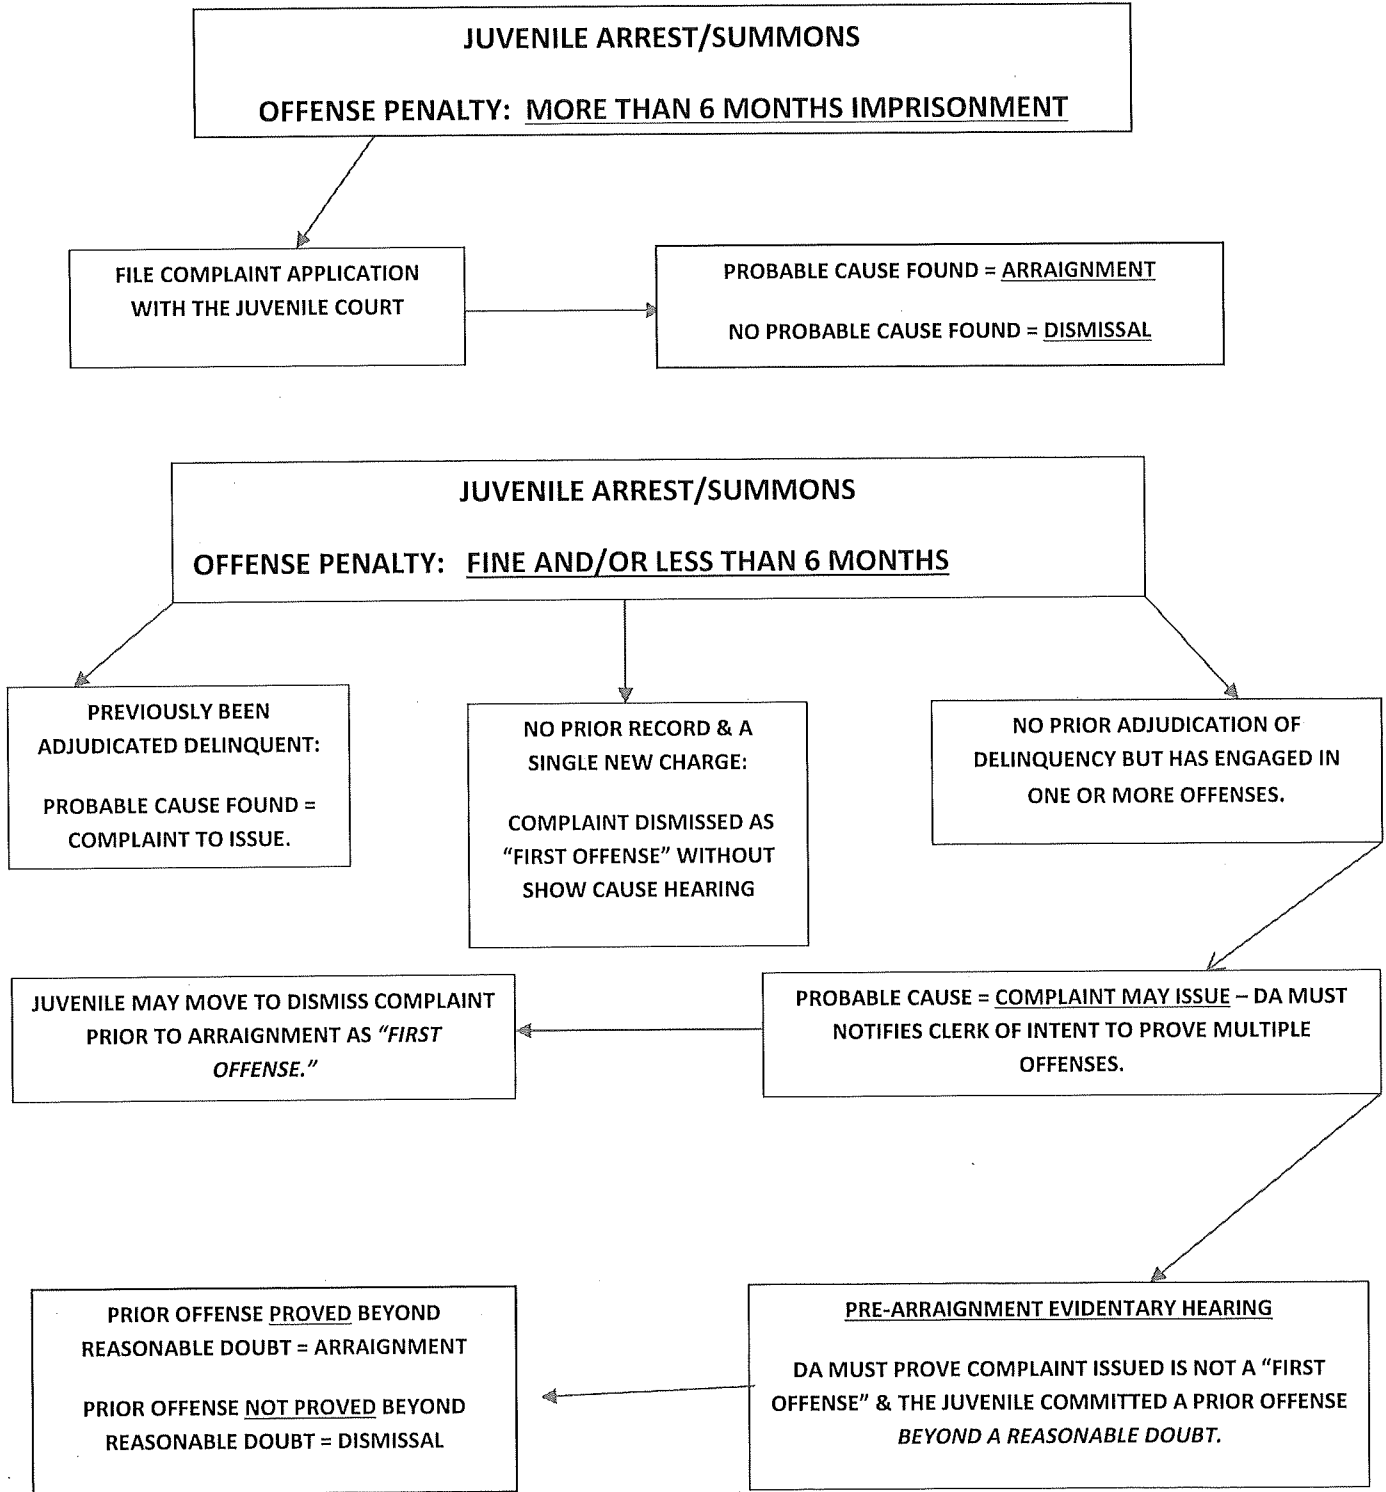 JUVENILE ARREST/SUMMONS
OFFENSE PENALTY: MORE THAN 6 MONTHS IMPRISONMENT
FILE COMPLAINT APPLICATION
WITH THE JUVENILE COURT
PROBABLE CAUSE FOUND = ARRAIGNMENT
NO PROBABLE CAUSE FOUND = DISMISSAL
JUVENILE ARREST/SUMMONS
OFFENSE PENALTY: FINE AND/OR LESS THAN 6 MONTHS
PREVIOUSLY BEEN
ADJUDICATED DELINQUENT:
PROBABLE CAUSE FOUND =
COMPLAINT TO ISSUE.
NO PRIOR RECORD & A
SINGLE NEW CHARGE:
COMPLAINT DISMISSED AS
“FIRST OFFENSE” WITHOUT
SHOW CAUSE HEARING
NO PRIOR ADJUDICATION OF
DELINQUENCY BUT HAS ENGAGED IN
ONE OR MORE OFFENSES.
JUVENILE MAY MOVE TO DISMISS COMPLAINT
PRIOR TO ARRAIGNMENT AS “FIRST
OFFENSE.”
PROBABLE CAUSE = COMPLAINT MAY ISSUE – DA MUST
NOTIFIES CLERK OF INTENT TO PROVE MULTIPLE
OFFENSES.
PRIOR OFFENSE PROVED BEYOND
REASONABLE DOUBT = ARRAIGNMENT
PRIOR OFFENSE NOT PROVED BEYOND
REASONABLE DOUBT = DISMISSAL
PRE-ARRAIGNMENT EVIDENTARY HEARING
DA MUST PROVE COMPLAINT ISSUED IS NOT A “FIRST
OFFENSE” & THE JUVENILE COMMITTED A PRIOR OFFENSE
BEYOND A REASONABLE DOUBT.